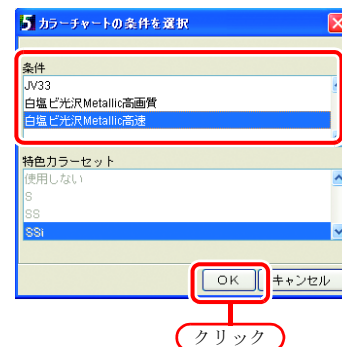 5 カラーチャートの条件を選択
条件
JV33
白塩ビ光沢Metallic高画質
白塩ビ光沢Metallic高速
特色カラーセット
使用しない
S
SS
SSi
OK キャンセル
クリック